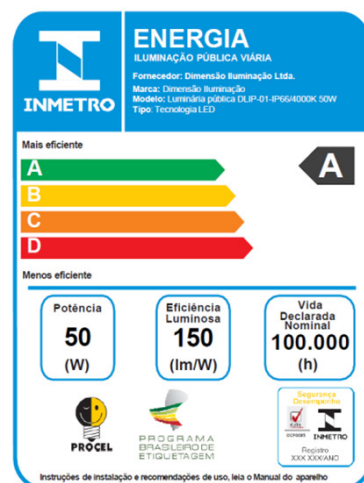 ENERGIA
ILUMINAÇÃO PÚBLICA VIÁRIA
Fornecedor: Dimensão Iluminação Ltda.
Marca: Dimensão Iluminação
Modelo: Luminária pública DLIP-01-IP66/4000K 50W
Tipo: Tecnologia LED
INMETRO
Mais eficiente
A
A
B
C
D
Menos eficiente
Potência
50
(W)
Eficiência
Luminosa
150
(lm/W)
Vida
Declarada
Nominal
100.000
(h)
PROCEL
PROGRAMA
BRASILEIRO DE
ETIQUETAGEM
Segurança
Desempenho
INMETRO
Registro
XXX XXX/ANO
Instruções de instalação e recomendações de uso, leia o Manual do aparelho